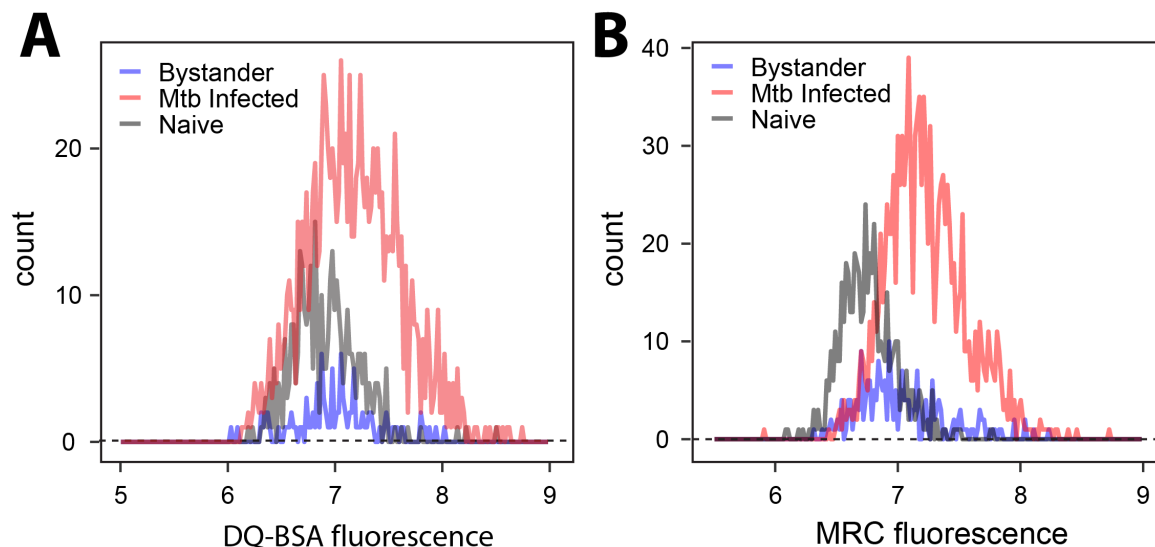 A
Bystander
Mtb Infected
Naive
20
10
0
count
5 6 7 8 9
DQ-BSA fluorescence
B
Bystander
Mtb Infected
Naive
40
30
20
10
0
count
6 7 8 9
MRC fluorescence